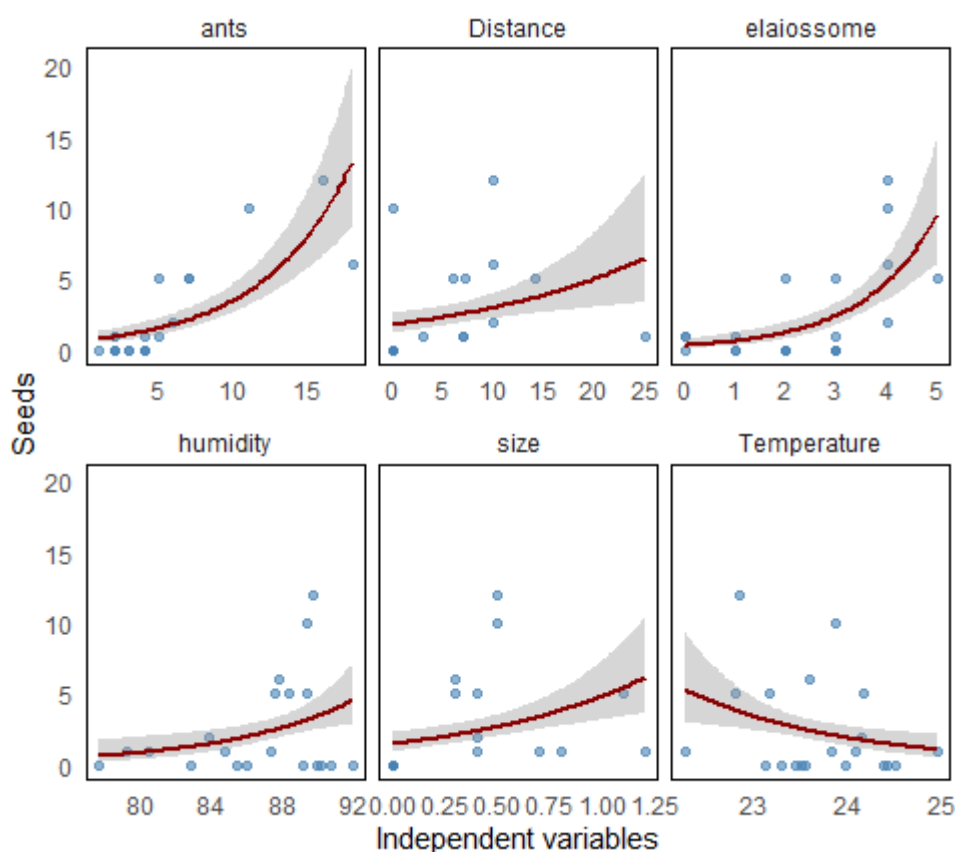 ants Distance elaiossome
20
15
10
5
0
5 10 15 0 5 10 15 20 25 0 1 2 3 4 5
Seeds
humidity size Temperature
20
15
10
5
0
80 84 88 92 0.00 0.25 0.50 0.75 1.00 1.25 23 24 25
Independent variables